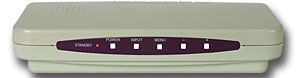 STANDBY POWER INPUT MENU - +